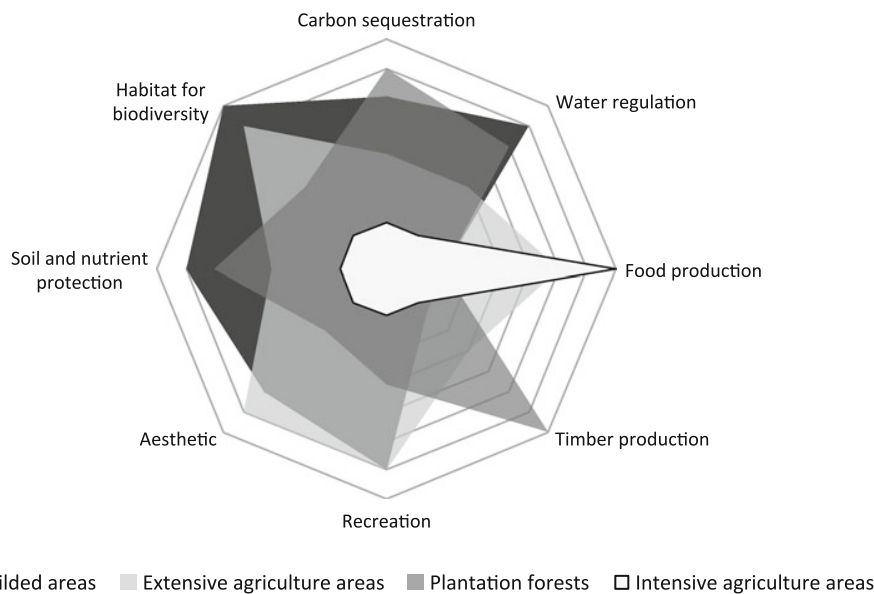 Carbon sequestration
Habitat for
biodiversity
Water regulation
Soil and nutrient
protection
Food production
Aesthetic
Timber production
Recreation
ilded areas Extensive agriculture areas Plantation forests Intensive agriculture areas